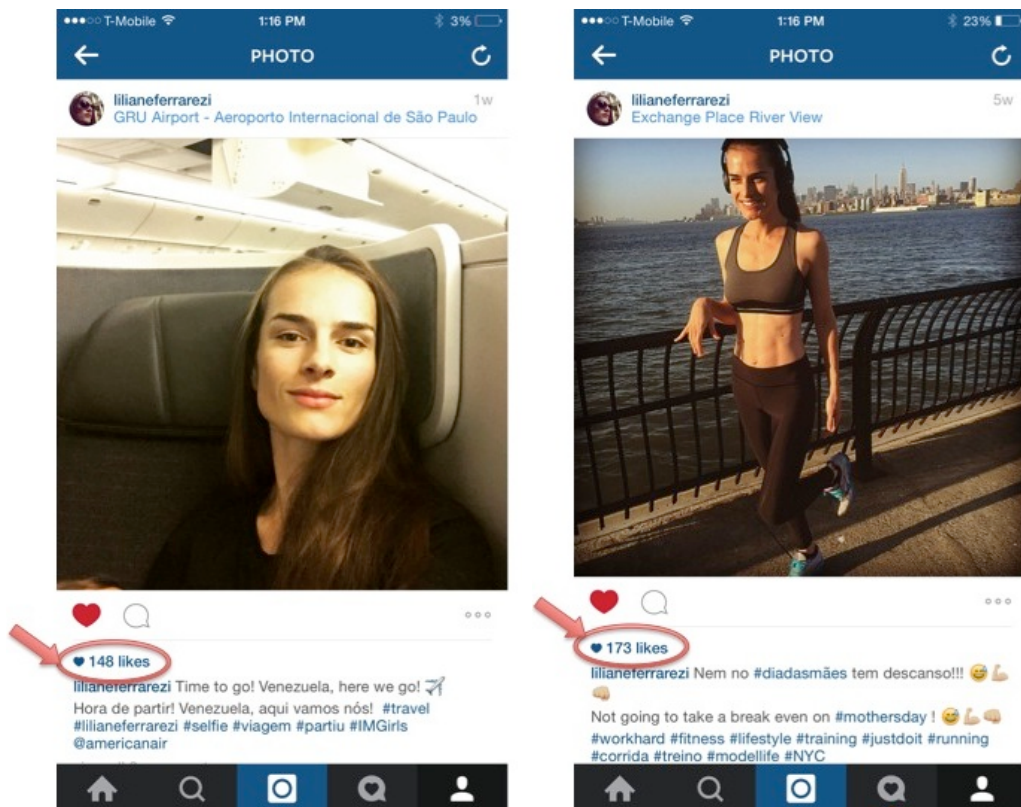 T-Mobile 1:16 PM 3%
PHOTO
lilianeferrarezi 1w
GRU Airport - Aeroporto Internacional de São Paulo
148 likes
lilianeferrarezi Time to go! Venezuela, here we go! ✈️
Hora de partir! Venezuela, aqui vamos nós! #travel
#lilianeferrarezi #selfie #viagem #partiu #IMGirls
@americanair
T-Mobile 1:16 PM 23%
PHOTO
lilianeferrarezi 5w
Exchange Place River View
173 likes
lilianeferrarezi Nem no #diadasmães tem descanso!!! 😅💪
👊
Not going to take a break even on #mothersday ! 😅💪👊
#workhard #fitness #lifestyle #training #justdoit #running
#corrida #treino #modellife #NYC